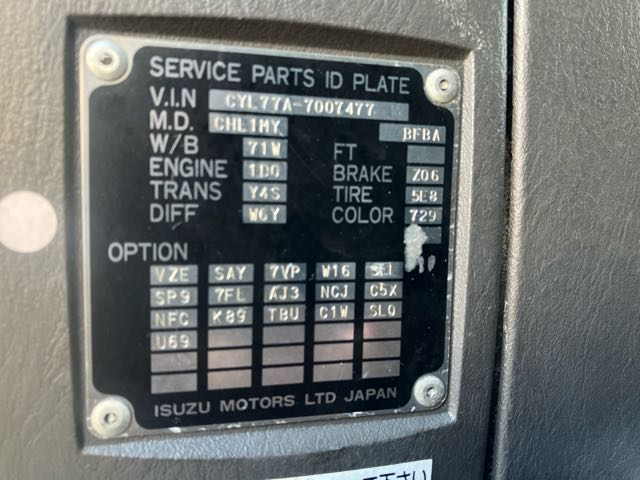 SERVICE PARTS ID PLATE
V.I.N CYL77A-7007477
M.D. CHL1MY BFBA
W/B 71W FT
ENGINE 1D0 BRAKE Z06
TRANS Y4S TIRE 5E8
DIFF W6Y COLOR 729
OPTION
VZE SAY 7VP W16
SP9 7FL AJ3 NCJ C5X
NFC K89 TBU C1W SL0
U69
ISUZU MOTORS LTD JAPAN
さい